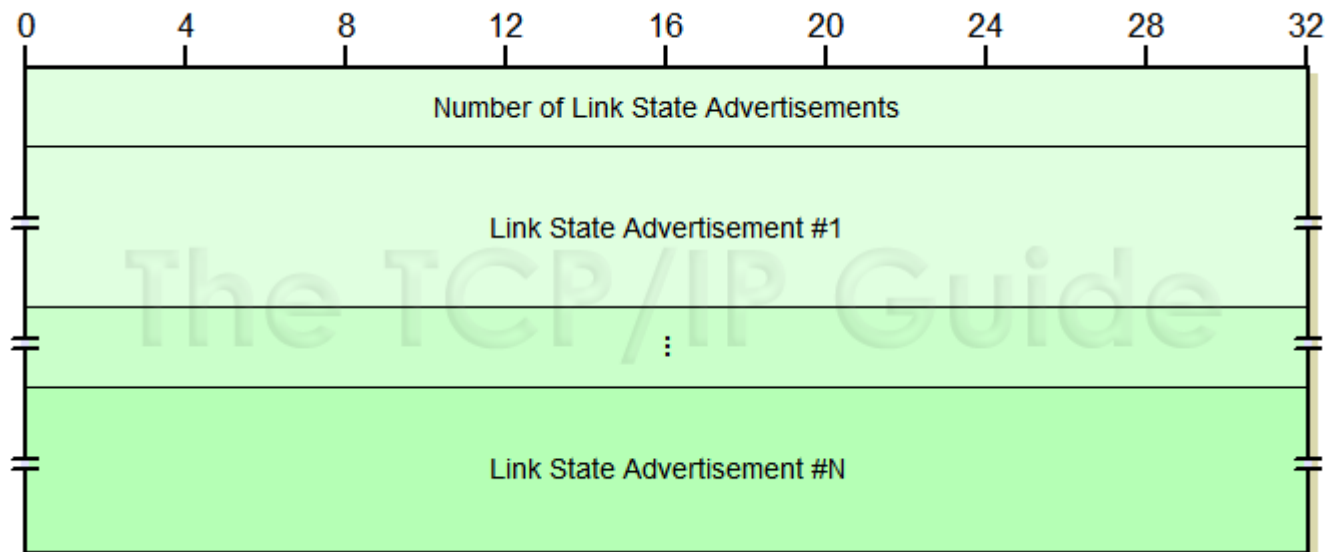 0 4 8 12 16 20 24 28 32
Number of Link State Advertisements
Link State Advertisement #1
The TCP/IP Guide
...
Link State Advertisement #N